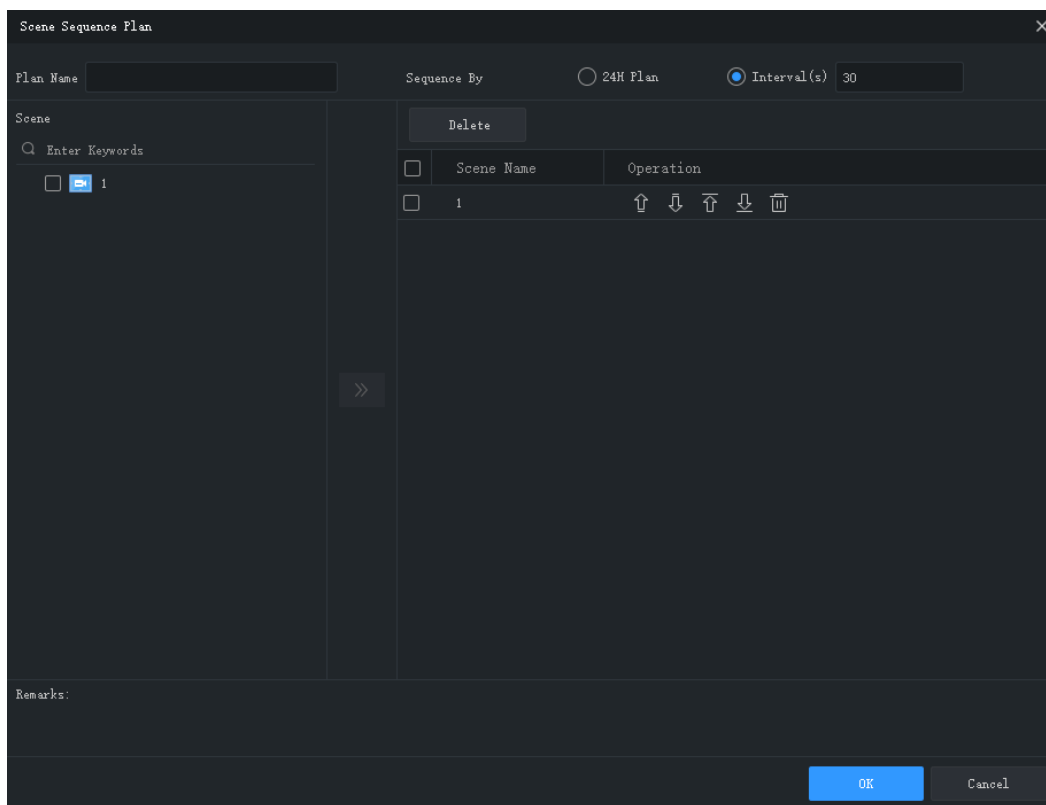 Scene Sequence Plan
Plan Name
Sequence By 24H Plan Interval(s) 30
Scene
Delete
Enter Keywords
Scene Name Operation
1
1
Remarks:
OK Cancel